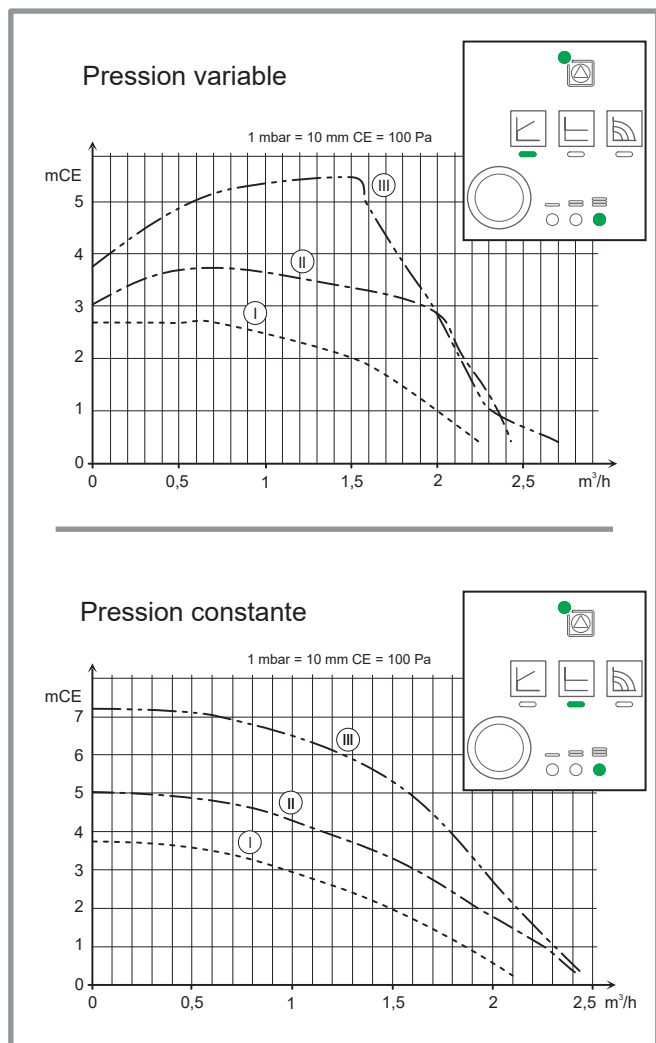 Pression variable
1 mbar = 10 mm CE = 100 Pa
mCE
5
III
4
II
3
I
2
1
0
0 0,5 1 1,5 2 2,5 m³/h
Pression constante
1 mbar = 10 mm CE = 100 Pa
mCE
7
III
6
5
II
4
I
3
2
1
0
0 0,5 1 1,5 2 2,5 m³/h